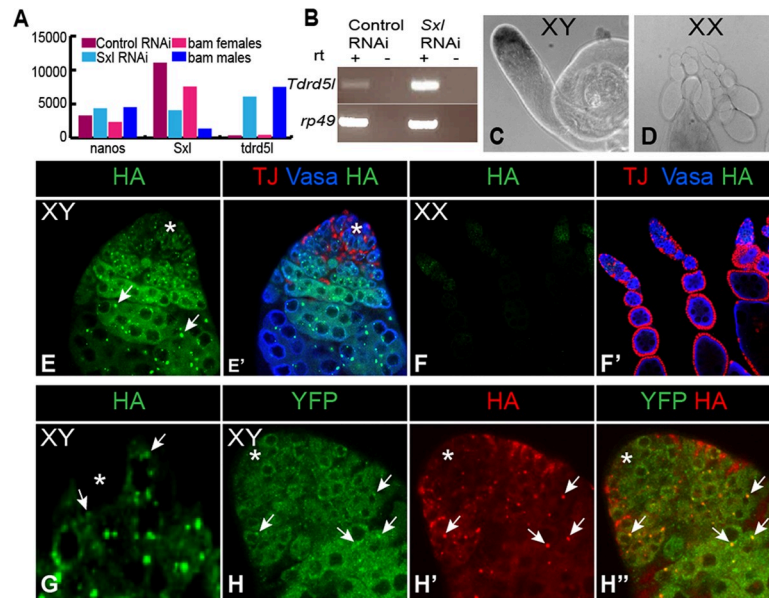 A
15000
10000
5000
0
Control RNAi
bam females
Sxl RNAi
bam males
nanos
Sxl
tdrd5l
B
Control Sxl
RNAi RNAi
rt + - + -
Tdrd5l
rp49
XY
C
XX
D
HA
TJ Vasa HA
HA
TJ Vasa HA
XY
*
*
XX
E
E'
F
F'
HA
YFP
HA
YFP HA
XY
*
*
*
*
G
H
H'
H"